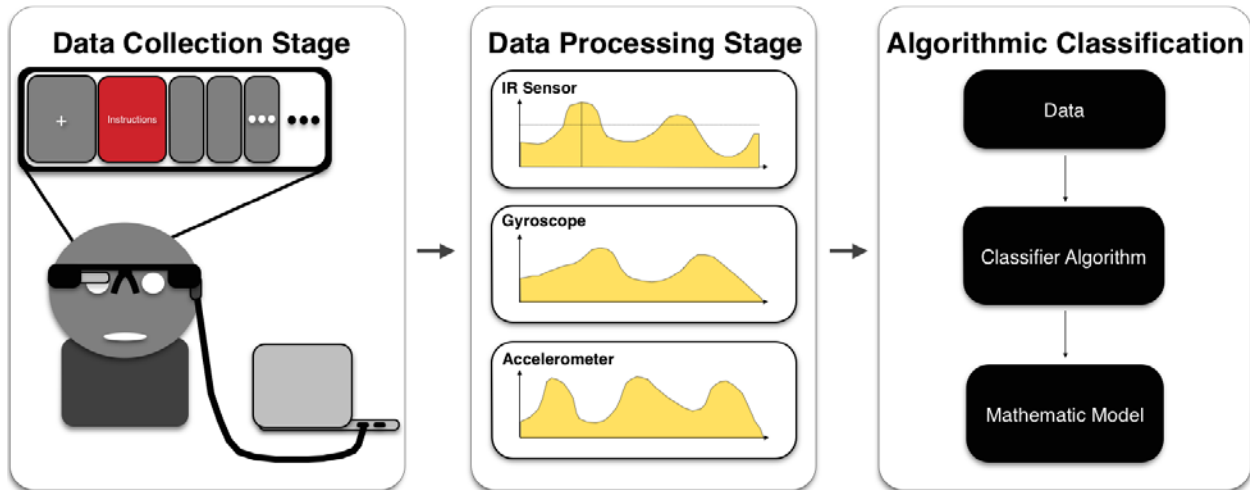 Data Collection Stage
+
Instructions
Data Processing Stage
IR Sensor
Gyroscope
Accelerometer
Algorithmic Classification
Data
Classifier Algorithm
Mathematic Model